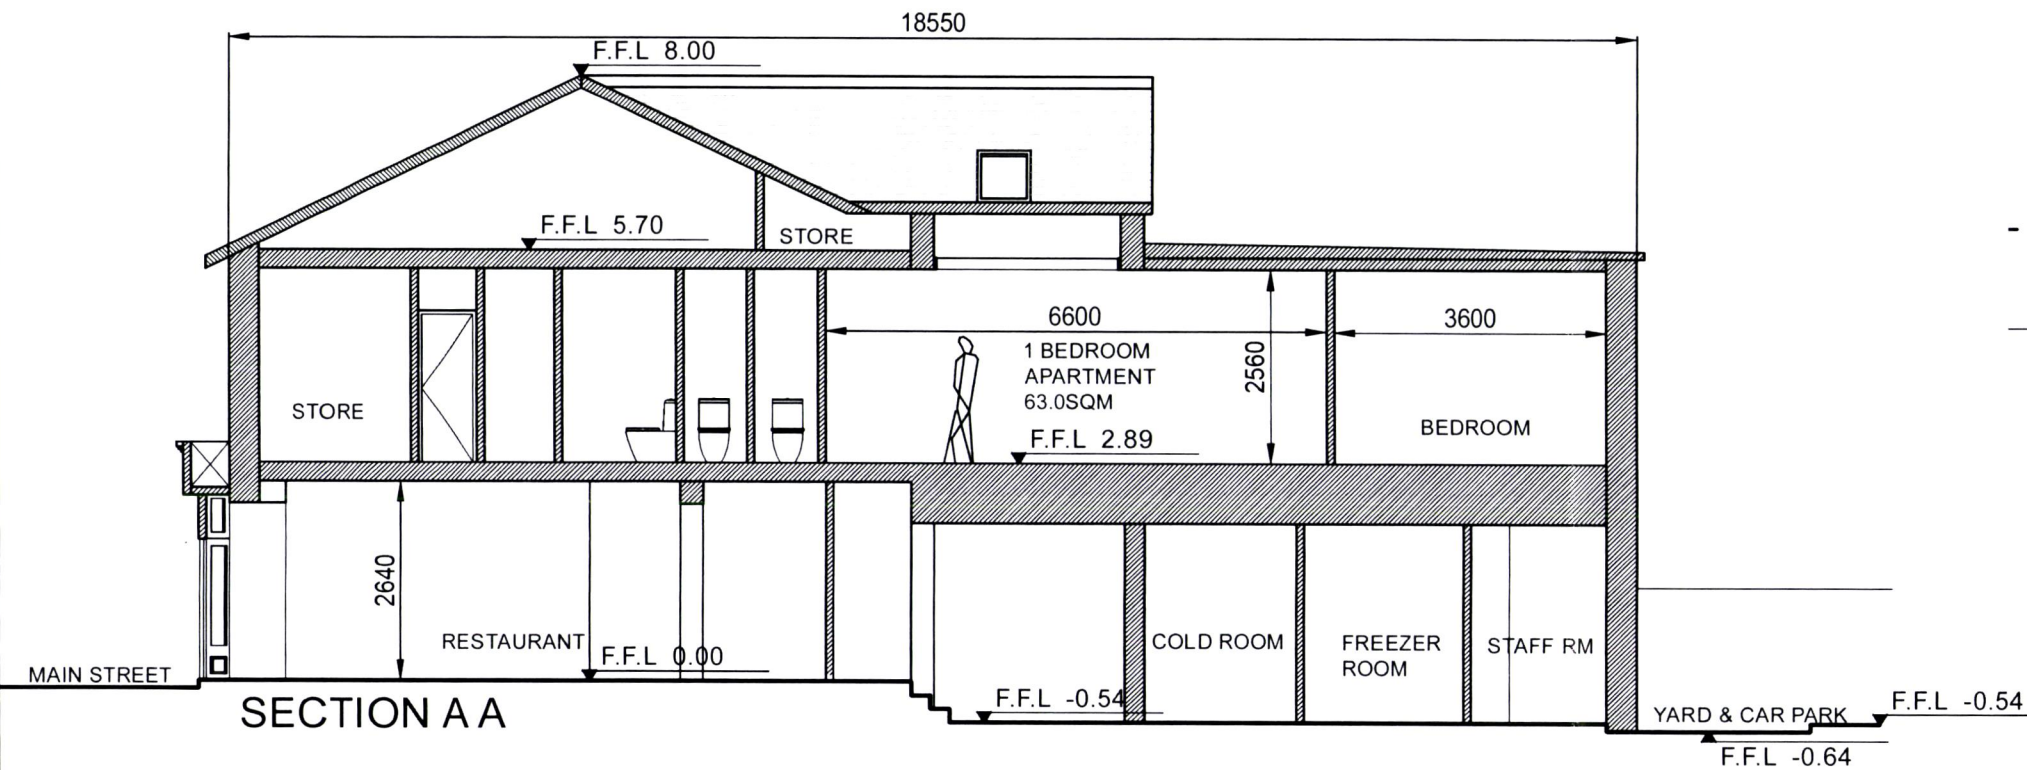 18550
F.F.L 8.00
F.F.L 5.70
STORE
6600
3600
1 BEDROOM
APARTMENT
63.0SQM
2560
STORE
BEDROOM
F.F.L 2.89
2640
RESTAURANT
F.F.L 0.00
COLD ROOM
FREEZER
ROOM
STAFF RM
MAIN STREET
SECTION A A
F.F.L -0.54
YARD & CAR PARK
F.F.L -0.54
F.F.L -0.64